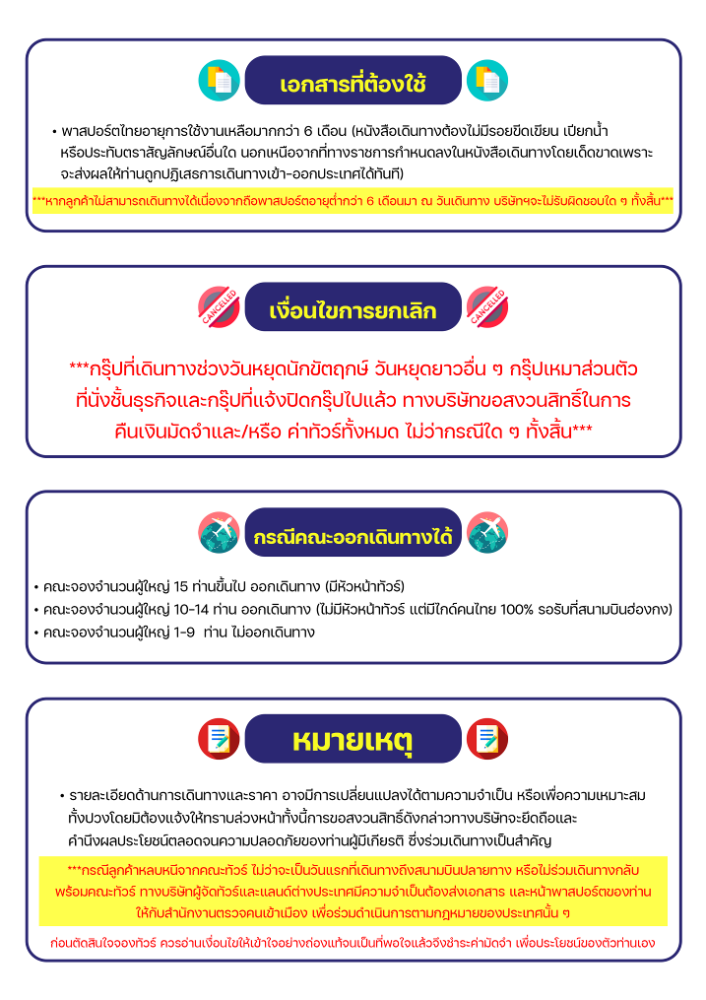 เอกสารที่ต้องใช้
• พาสปอร์ตไทยอายุการใช้งานเหลือมากกว่า 6 เดือน (หนังสือเดินทางต้องไม่มีรอยขีดเขียน เปียกน้ำ
หรือประทับตราสัญลักษณ์อื่นใด นอกเหนือจากที่ทางราชการกำหนดลงในหนังสือเดินทางโดยเด็ดขาดเพราะ
จะส่งผลให้ท่านถูกปฏิเสธการเดินทางเข้า-ออกประเทศได้ทันที)
***หากลูกค้าไม่สามารถเดินทางได้เนื่องจากถือพาสปอร์ตอายุต่ำกว่า 6 เดือนมา ณ วันเดินทาง บริษัทฯจะไม่รับผิดชอบใด ๆ ทั้งสิ้น***
CANCELLED
เงื่อนไขการยกเลิก
CANCELLED
***กรุ๊ปที่เดินทางช่วงวันหยุดนักขัตฤกษ์ วันหยุดยาวอื่น ๆ กรุ๊ปเหมาส่วนตัว
ที่นั่งชั้นธุรกิจและกรุ๊ปที่แจ้งปิดกรุ๊ปไปแล้ว ทางบริษัทขอสงวนสิทธิ์ในการ
คืนเงินมัดจำและ/หรือ ค่าทัวร์ทั้งหมด ไม่ว่ากรณีใด ๆ ทั้งสิ้น***
กรณีคณะออกเดินทางได้
• คณะจองจำนวนผู้ใหญ่ 15 ท่านขึ้นไป ออกเดินทาง (มีหัวหน้าทัวร์)
• คณะจองจำนวนผู้ใหญ่ 10-14 ท่าน ออกเดินทาง (ไม่มีหัวหน้าทัวร์ แต่มีไกด์คนไทย 100% รอรับที่สนามบินฮ่องกง)
• คณะจองจำนวนผู้ใหญ่ 1-9 ท่าน ไม่ออกเดินทาง
หมายเหตุ
• รายละเอียดด้านการเดินทางและราคา อาจมีการเปลี่ยนแปลงได้ตามความจำเป็น หรือเพื่อความเหมาะสม
ทั้งปวงโดยมิต้องแจ้งให้ทราบล่วงหน้าทั้งนี้การขอสงวนสิทธิ์ดังกล่าวทางบริษัทจะยึดถือและ
คำนึงผลประโยชน์ตลอดจนความปลอดภัยของท่านผู้มีเกียรติ ซึ่งร่วมเดินทางเป็นสำคัญ
***กรณีลูกค้าหลบหนีจากคณะทัวร์ ไม่ว่าจะเป็นวันแรกที่เดินทางถึงสนามบินปลายทาง หรือไม่ร่วมเดินทางกลับ
พร้อมคณะทัวร์ ทางบริษัทผู้จัดทัวร์และแลนด์ต่างประเทศมีความจำเป็นต้องส่งเอกสาร และหน้าพาสปอร์ตของท่าน
ให้กับสำนักงานตรวจคนเข้าเมือง เพื่อร่วมดำเนินการตามกฎหมายของประเทศนั้น ๆ
ก่อนตัดสินใจจองทัวร์ ควรอ่านเงื่อนไขให้เข้าใจอย่างถ่องแท้จนเป็นที่พอใจแล้วจึงชำระค่ามัดจำ เพื่อประโยชน์ของตัวท่านเอง